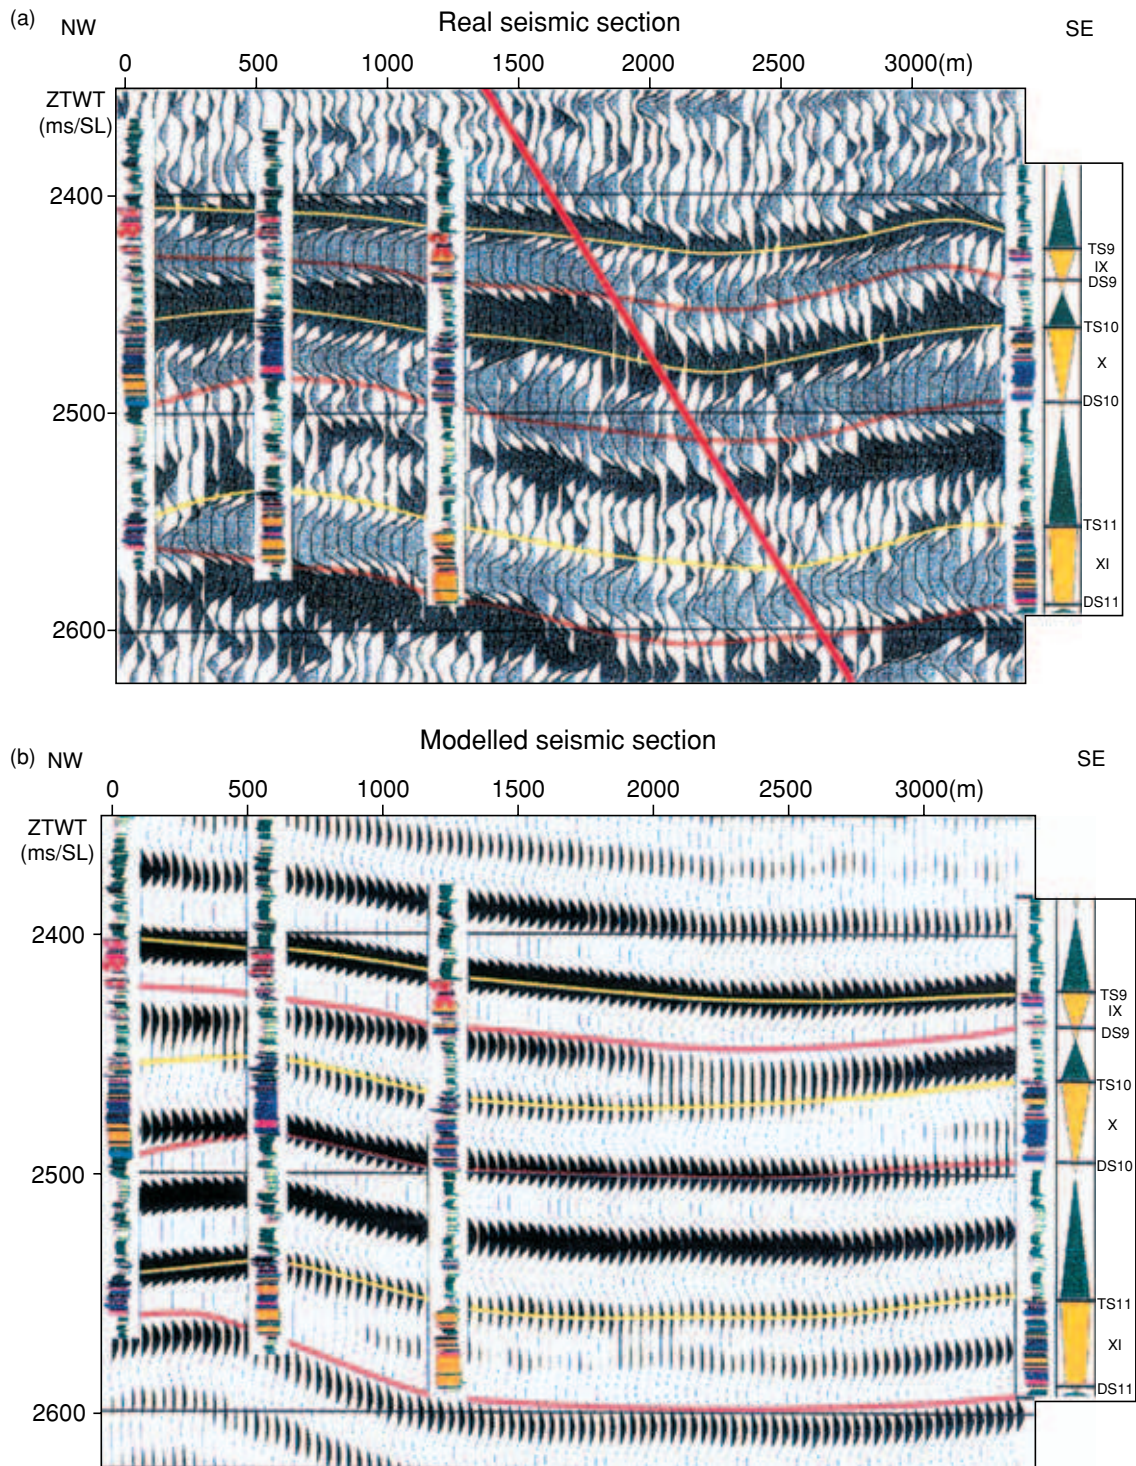 (a)
NW
Real seismic section
SE
0 500 1000 1500 2000 2500 3000(m)
ZTWT
(ms/SL)
2400
2500
2600
TS9
IX
DS9
TS10
X
DS10
TS11
XI
DS11
(b)
NW
Modelled seismic section
SE
0 500 1000 1500 2000 2500 3000(m)
ZTWT
(ms/SL)
2400
2500
2600
TS9
IX
DS9
TS10
X
DS10
TS11
XI
DS11